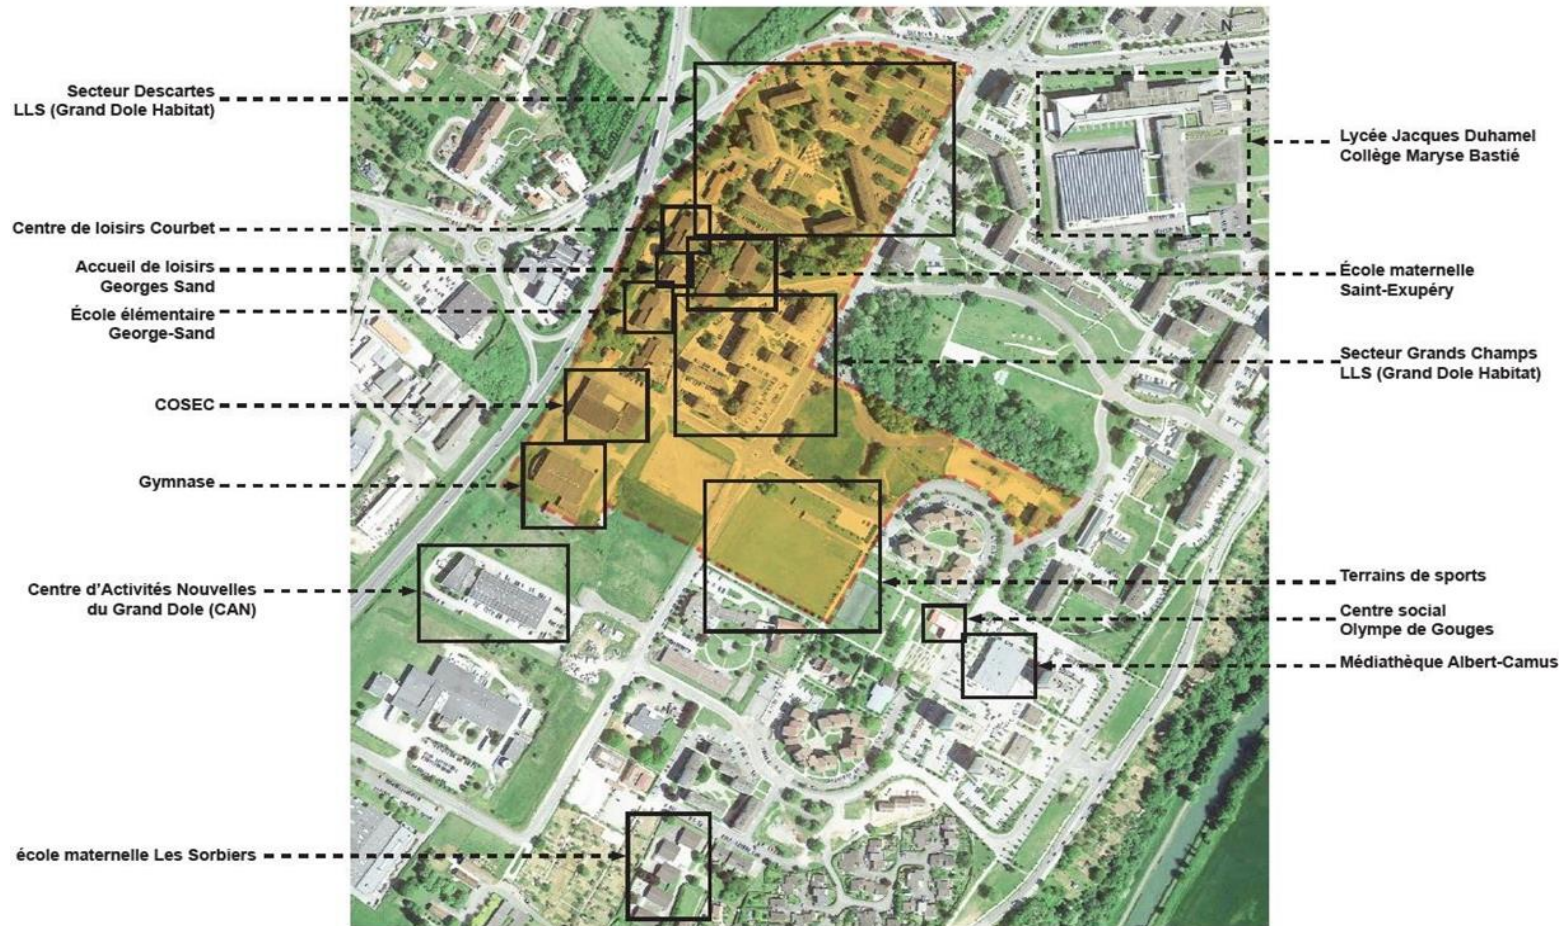 N
Secteur Descartes
LLS (Grand Dole Habitat)
Centre de loisirs Courbet
Accueil de loisirs
Georges Sand
École élémentaire
George-Sand
COSEC
Gymnase
Centre d'Activités Nouvelles
du Grand Dole (CAN)
école maternelle Les Sorbiers
Lycée Jacques Duhamel
Collège Maryse Bastié
École maternelle
Saint-Exupéry
Secteur Grands Champs
LLS (Grand Dole Habitat)
Terrains de sports
Centre social
Olympe de Gouges
Médiathèque Albert-Camus